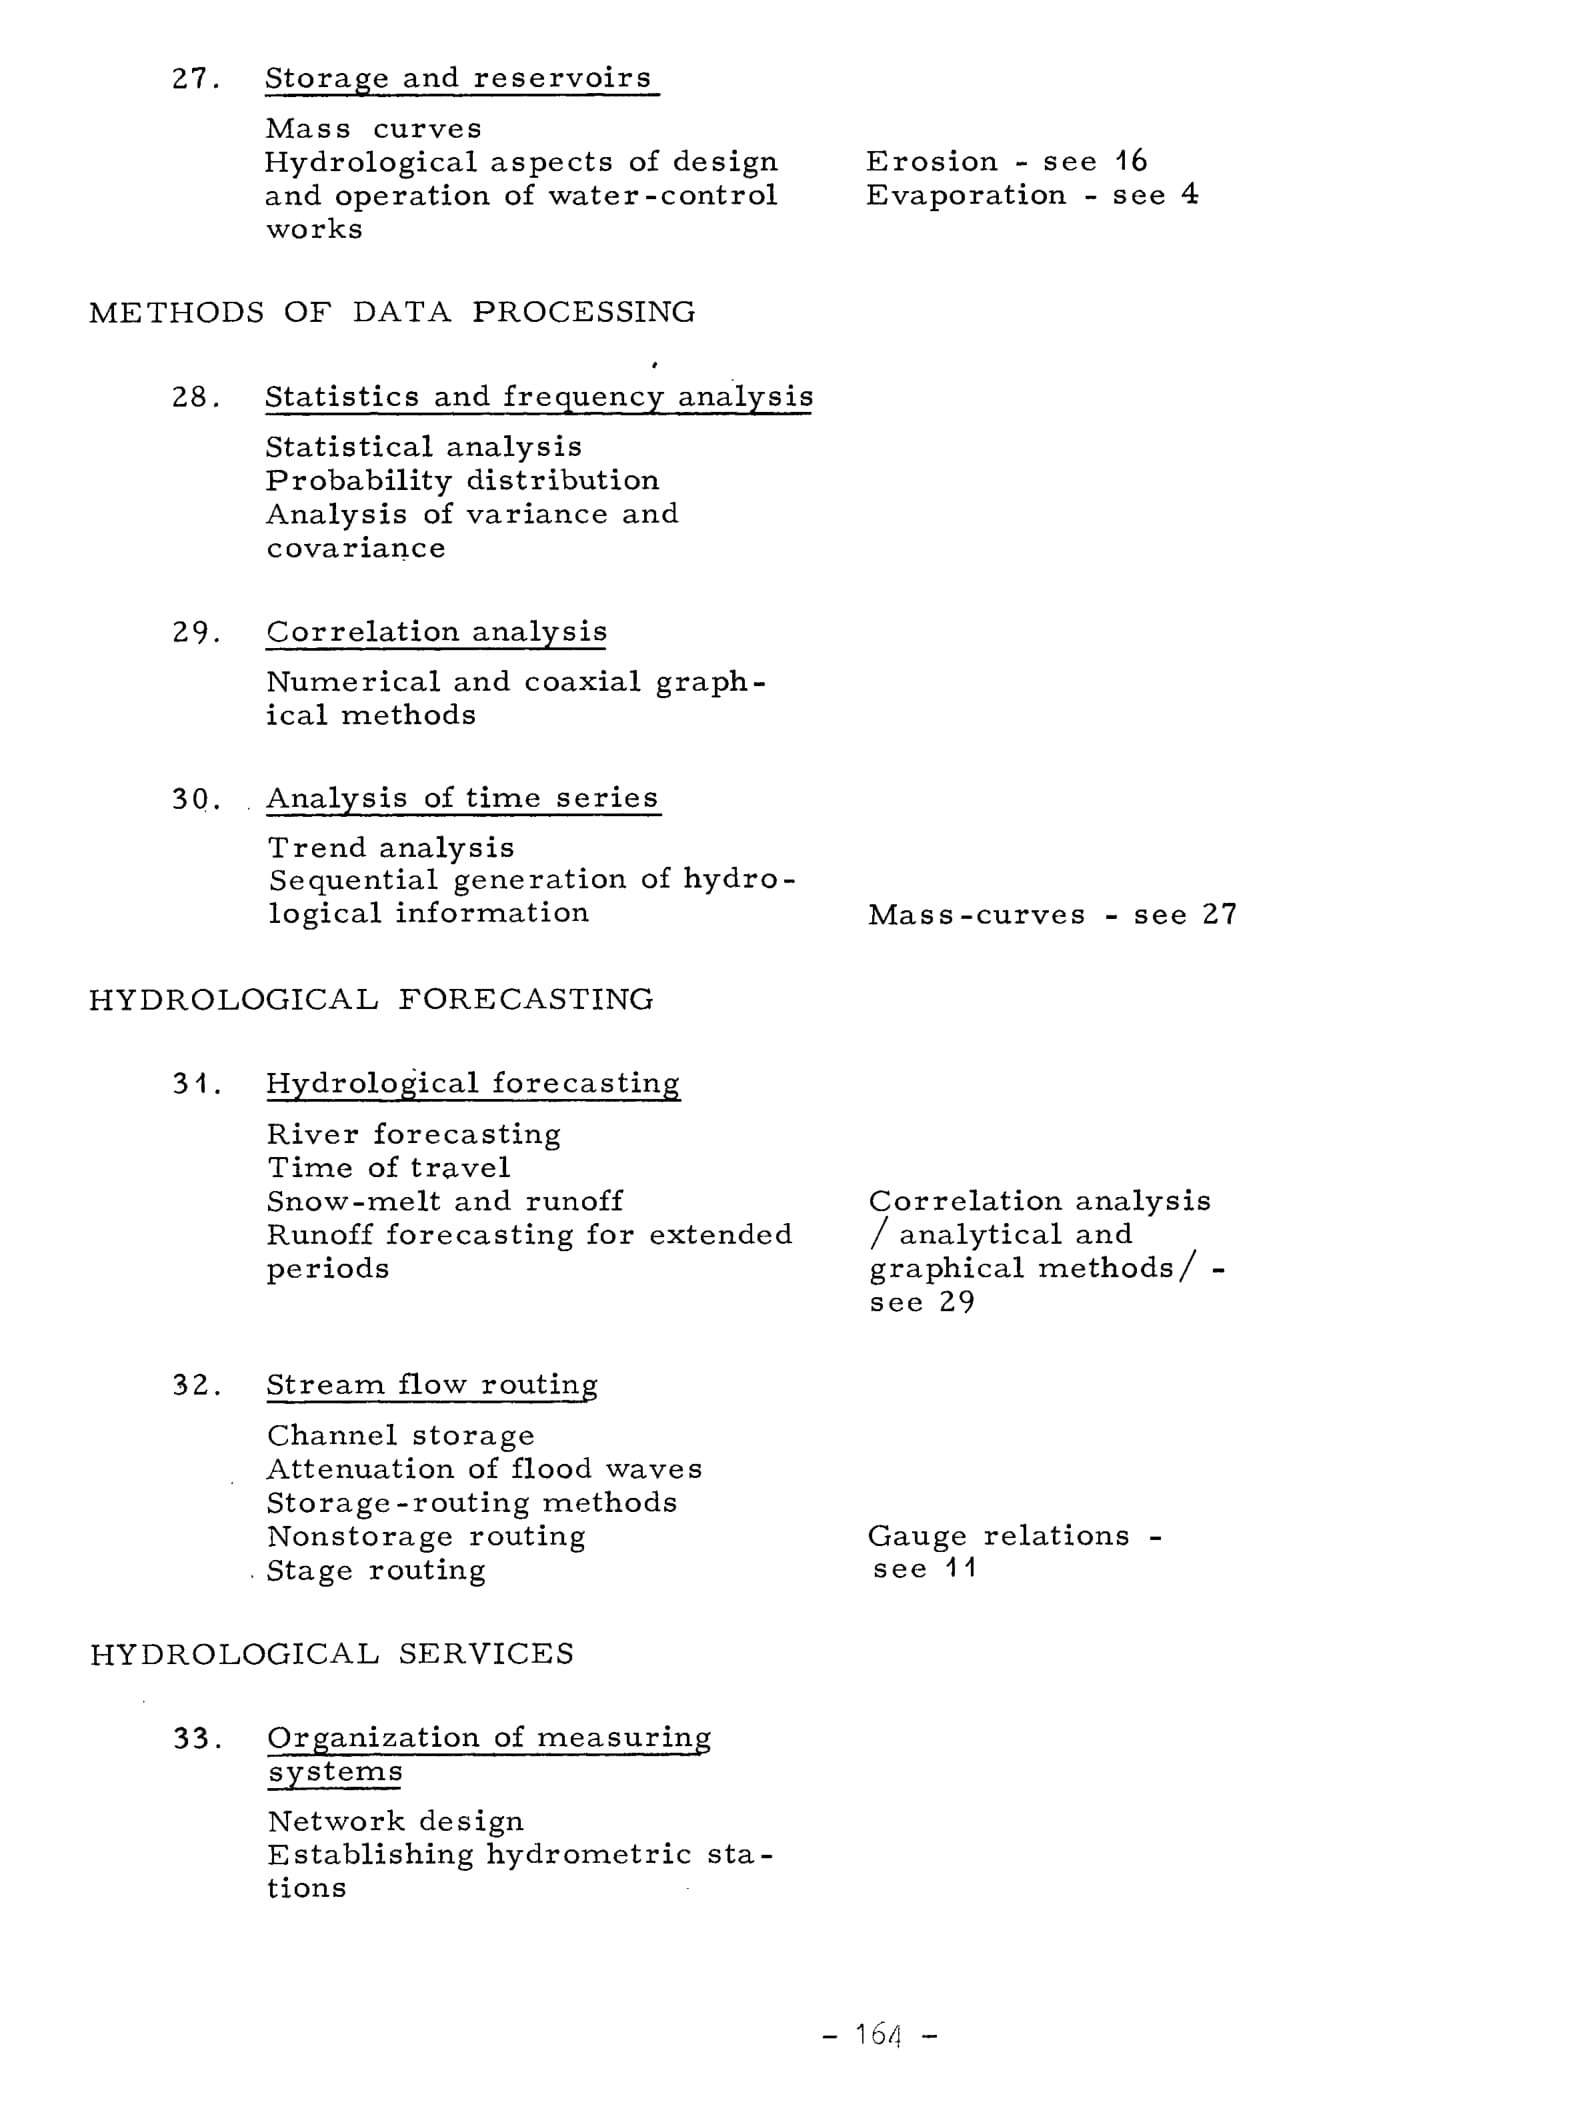 27. Storage and reservoirs
Mass curves
Hydrological aspects of design Erosion - see 16
and operation of water-control Evaporation - see 4
works
METHODS OF DATA PROCESSING
28. Statistics and frequency analysis
Statistical analysis
Probability distribution
Analysis of variance and
covariance
29. Correlation analysis
Numerical and coaxial graph-
ical methods
30. Analysis of time series
Trend analysis
Sequential generation of hydro-
logical information Mass-curves - see 27
HYDROLOGICAL FORECASTING
31. Hydrological forecasting
River forecasting
Time of travel
Snow-melt and runoff Correlation analysis
Runoff forecasting for extended / analytical and
periods graphical methods/ -
see 29
32. Stream flow routing
Channel storage
Attenuation of flood waves
Storage-routing methods
Nonstorage routing Gauge relations -
Stage routing see 11
HYDROLOGICAL SERVICES
33. Organization of measuring
systems
Network design
Establishing hydrometric sta-
tions
- 164 -